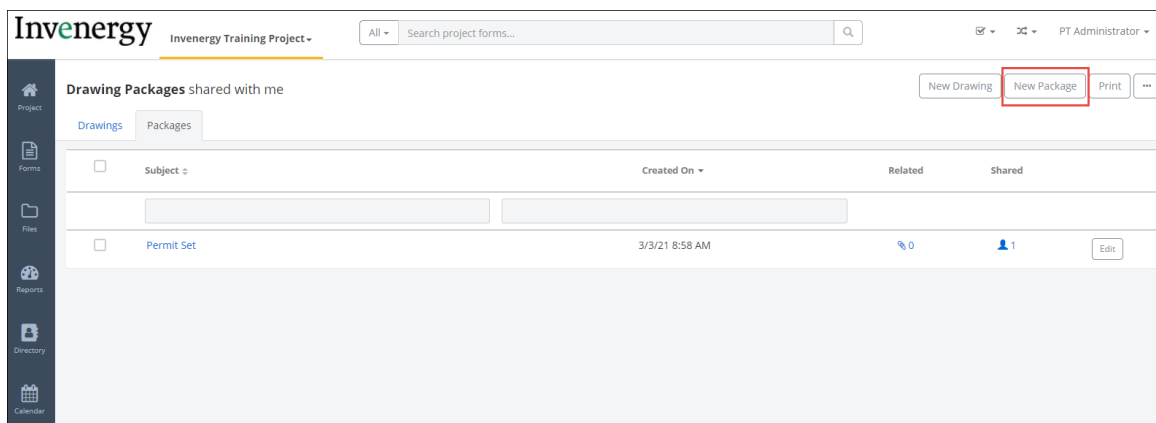 Invenergy
Invenergy Training Project
All
Search project forms...
PT Administrator
Project
Forms
Files
Reports
Directory
Calendar
Drawing Packages shared with me
New Drawing
New Package
Print
Drawings
Packages
Subject
Created On
Related
Shared
Permit Set
3/3/21 8:58 AM
0
1
Edit